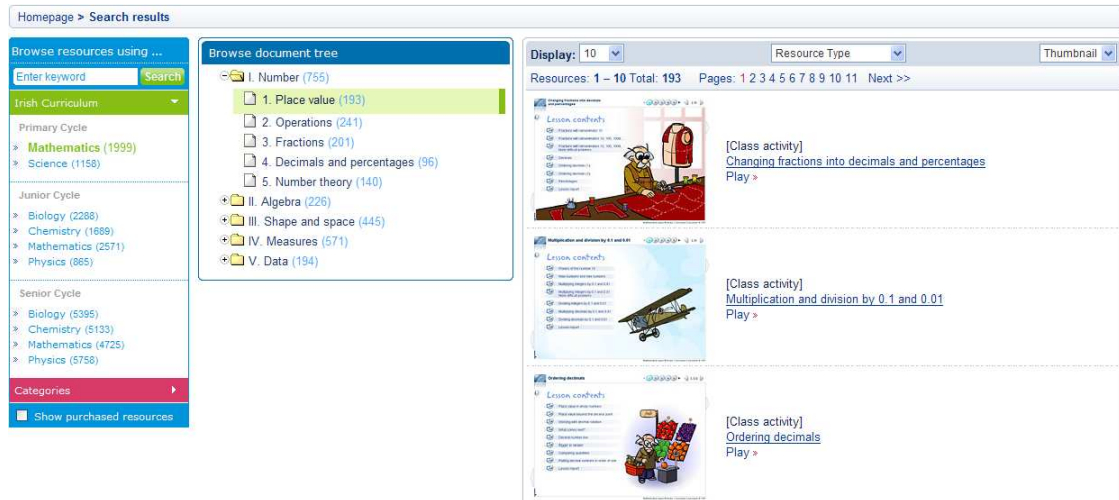 Homepage > Search results
Browse resources using ...
Enter keyword Search
Irish Curriculum
Primary Cycle
» Mathematics (1999)
» Science (1158)
Junior Cycle
» Biology (2288)
» Chemistry (1689)
» Mathematics (2571)
» Physics (865)
Senior Cycle
» Biology (5395)
» Chemistry (5133)
» Mathematics (4725)
» Physics (5758)
Categories
Show purchased resources
Browse document tree
I. Number (755)
1. Place value (193)
2. Operations (241)
3. Fractions (201)
4. Decimals and percentages (96)
5. Number theory (140)
II. Algebra (226)
III. Shape and space (445)
IV. Measures (571)
V. Data (194)
Display: 10 Resource Type Thumbnail
Resources: 1 – 10 Total: 193 Pages: 1 2 3 4 5 6 7 8 9 10 11 Next >>
Changing fractions into decimals
and percentages
Lesson contents
[Class activity]
Changing fractions into decimals and percentages
Play »
Multiplication and division by 0.1 and 0.01
Lesson contents
[Class activity]
Multiplication and division by 0.1 and 0.01
Play »
Ordering decimals
Lesson contents
[Class activity]
Ordering decimals
Play »